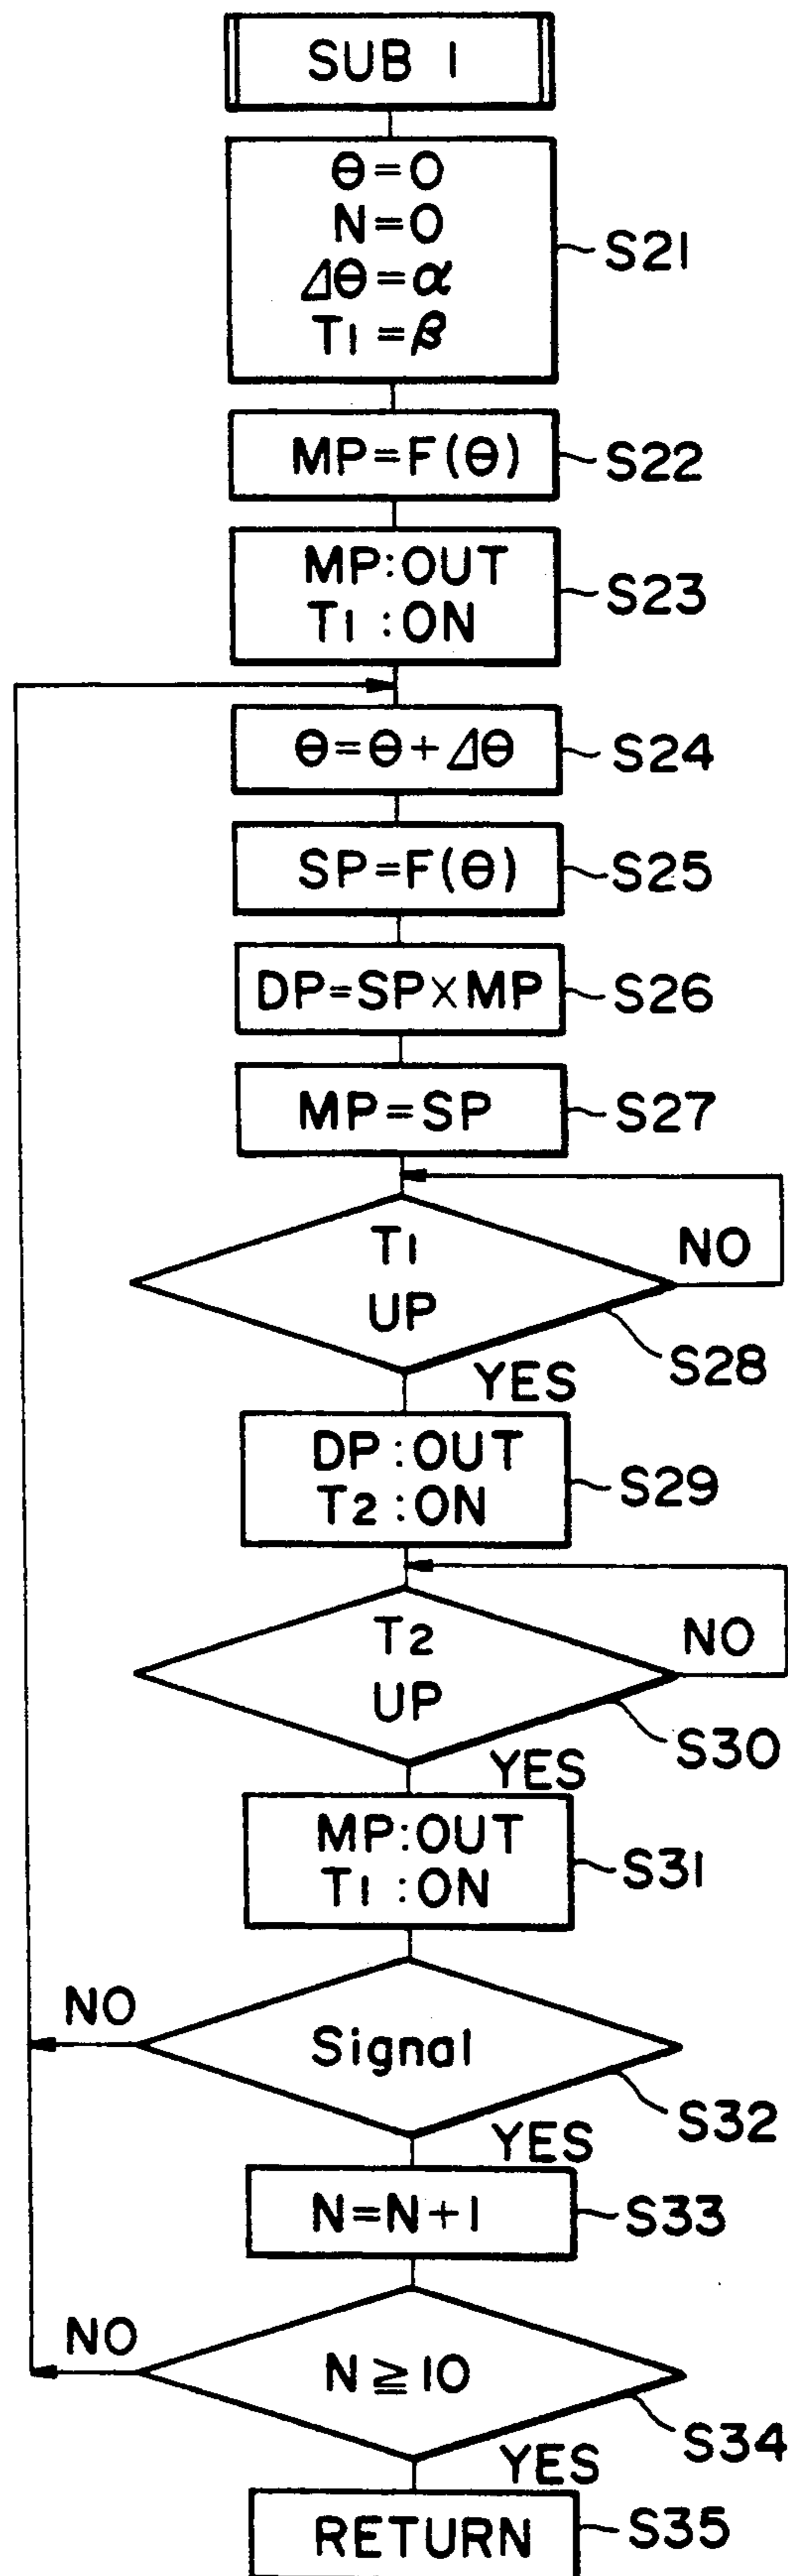 SUB 1
θ=0
N=0
Δθ=α
T1=β
S21
MP=F(θ)
S22
MP:OUT
T1:ON
S23
θ=θ+Δθ
S24
SP=F(θ)
S25
DP=SP×MP
S26
MP=SP
S27
T1
UP
NO
S28
YES
DP:OUT
T2:ON
S29
T2
UP
NO
S30
YES
MP:OUT
T1:ON
S31
NO
Signal
S32
YES
N=N+1
S33
NO
N≧10
S34
YES
RETURN
S35